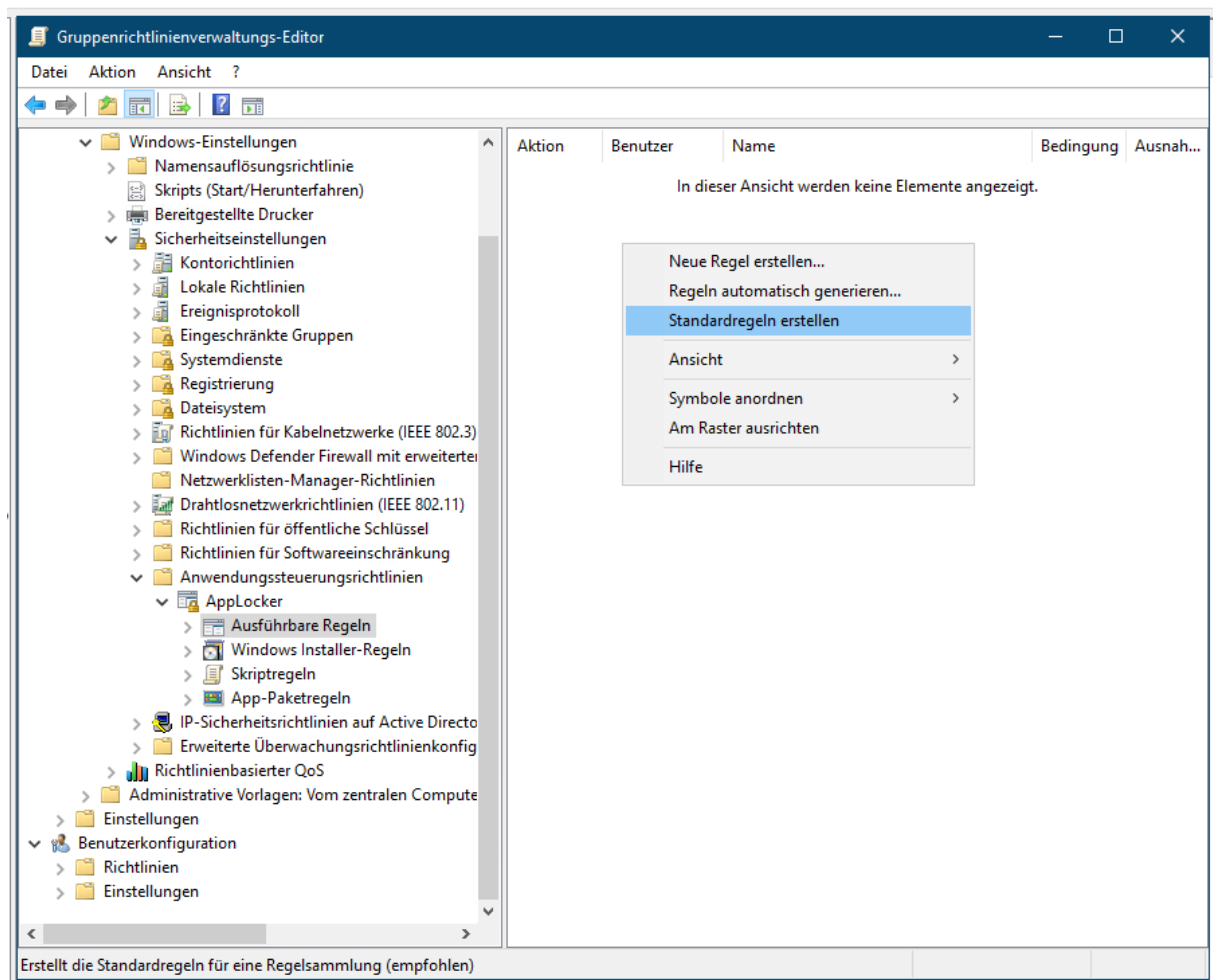 Gruppenrichtlinienverwaltungs-Editor
Datei Aktion Ansicht ?
Windows-Einstellungen
Namensauflösungsrichtlinie
Skripts (Start/Herunterfahren)
Bereitgestellte Drucker
Sicherheitseinstellungen
Kontorichtlinien
Lokale Richtlinien
Ereignisprotokoll
Eingeschränkte Gruppen
Systemdienste
Registrierung
Dateisystem
Richtlinien für Kabelnetzwerke (IEEE 802.3)
Windows Defender Firewall mit erweiterter
Netzwerklisten-Manager-Richtlinien
Drahtlosnetzwerkrichtlinien (IEEE 802.11)
Richtlinien für öffentliche Schlüssel
Richtlinien für Softwareeinschränkung
Anwendungssteuerungsrichtlinien
AppLocker
Ausführbare Regeln
Windows Installer-Regeln
Skriptregeln
App-Paketregeln
IP-Sicherheitsrichtlinien auf Active Directo
Erweiterte Überwachungsrichtlinienkonfig
Richtlinienbasierter QoS
Administrative Vorlagen: Vom zentralen Compute
Einstellungen
Benutzerkonfiguration
Richtlinien
Einstellungen
Aktion Benutzer Name Bedingung Ausnah...
In dieser Ansicht werden keine Elemente angezeigt.
Neue Regel erstellen...
Regeln automatisch generieren...
Standardregeln erstellen
Ansicht
Symbole anordnen
Am Raster ausrichten
Hilfe
Erstellt die Standardregeln für eine Regelsammlung (empfohlen)